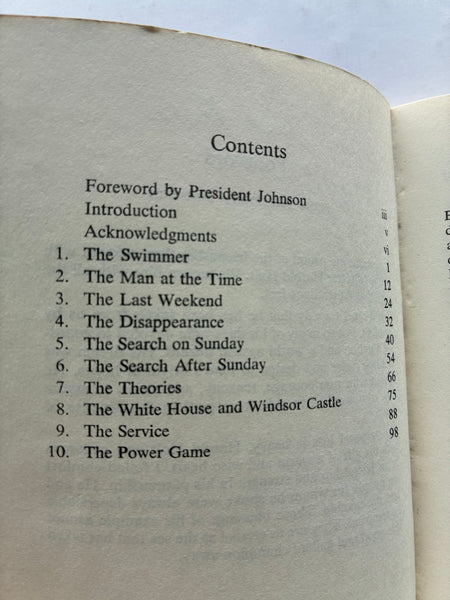 Contents
Foreword by President Johnson iii
Introduction v
Acknowledgments vi
1. The Swimmer 1
2. The Man at the Time 12
3. The Last Weekend 24
4. The Disappearance 32
5. The Search on Sunday 40
6. The Search After Sunday 54
7. The Theories 66
8. The White House and Windsor Castle 75
9. The Service 88
10. The Power Game 98